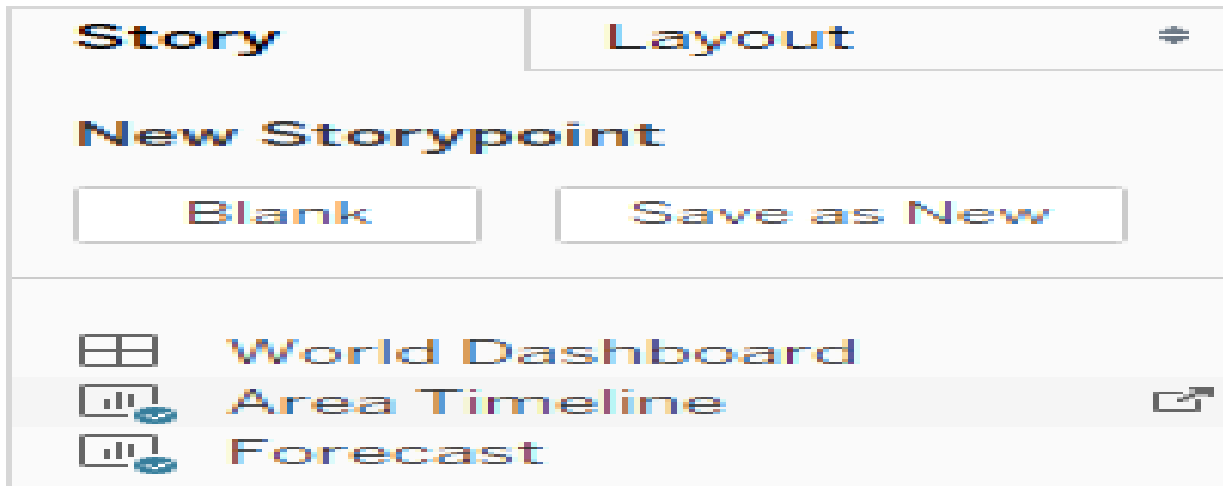 Story Layout
New Storypoint
Blank Save as New
World Dashboard
Area Timeline
Forecast